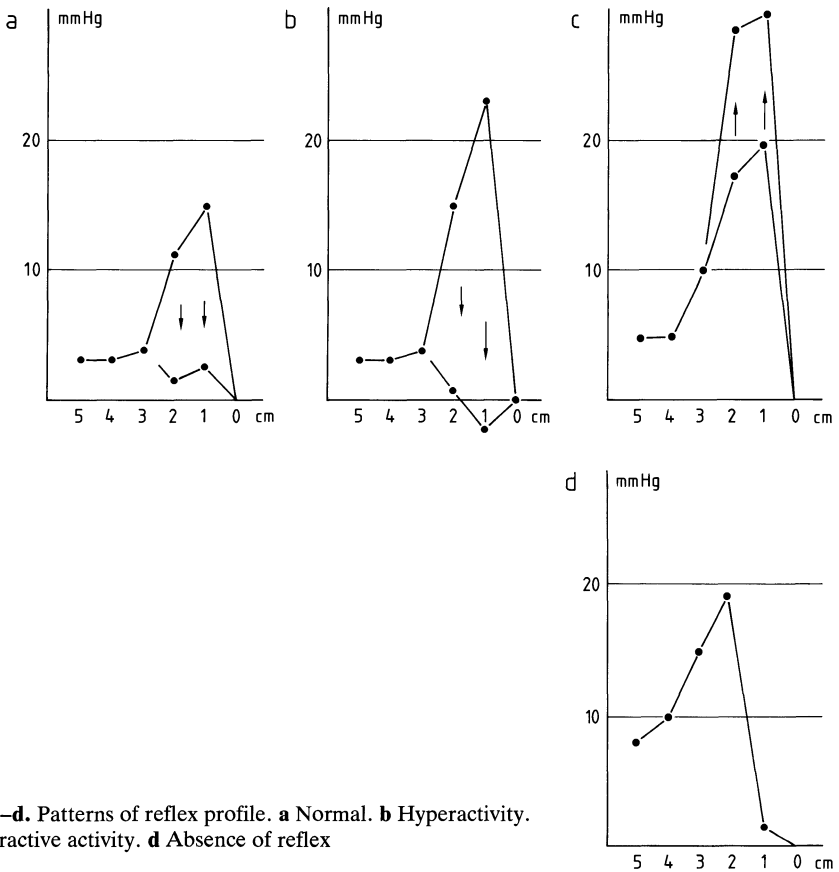 a mmHg b mmHg c mmHg
20 20 20
10 10 10
5 4 3 2 1 0 cm 5 4 3 2 1 0 cm 5 4 3 2 1 0 cm
d mmHg
20
10
–d. Patterns of reflex profile. a Normal. b Hyperactivity.
ractive activity. d Absence of reflex
5 4 3 2 1 0 cm